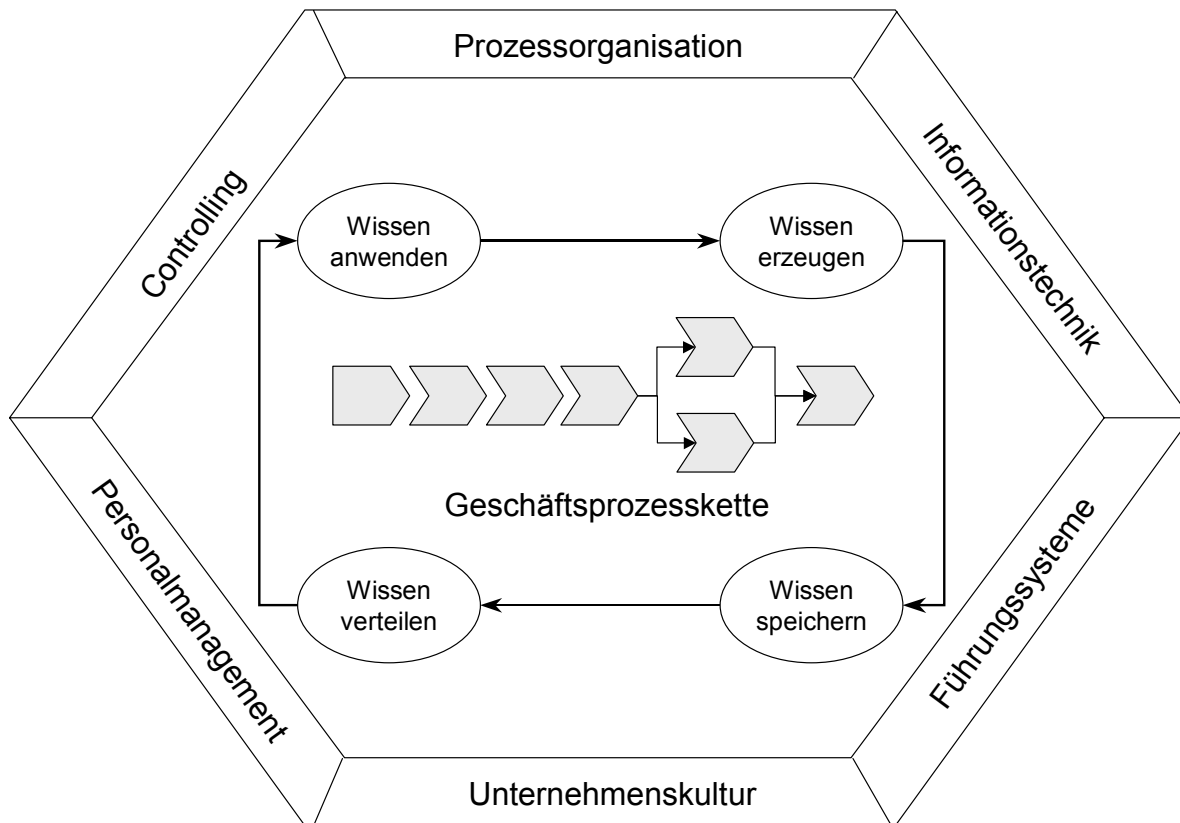 Prozessorganisation
Controlling
Informationstechnik
Wissen
anwenden
Wissen
erzeugen
Geschäftsprozesskette
Wissen
verteilen
Wissen
speichern
Personalmanagement
Führungssysteme
Unternehmenskultur